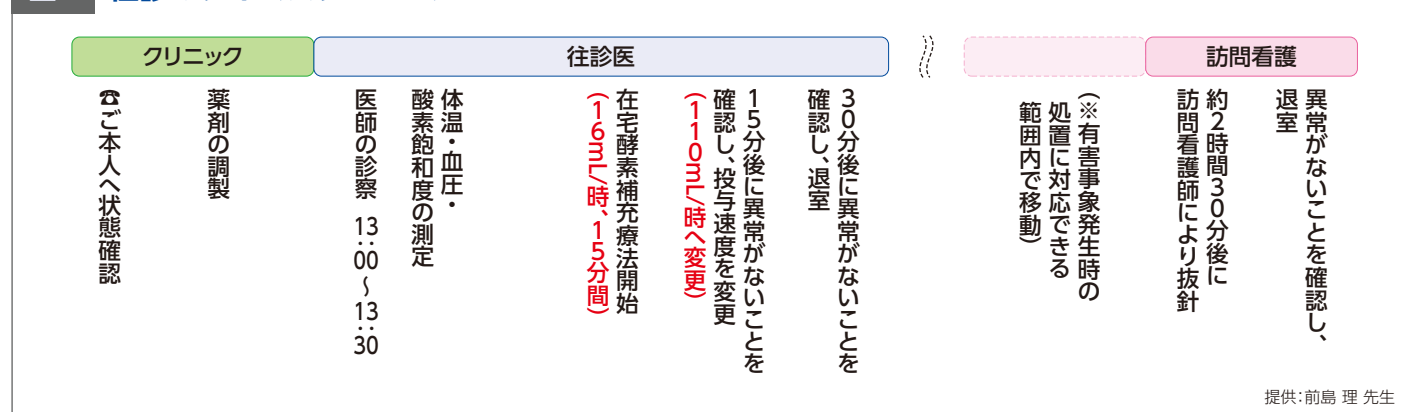 クリニック
往診医
訪問看護
☎ご本人へ状態確認
薬剤の調製
医師の診察 13:00～13:30
体温・血圧・
酸素飽和度の測定
在宅酵素補充療法開始
(16mL/時、15分間)
15分後に異常がないことを
確認し、投与速度を変更
(110mL/時へ変更)
30分後に異常がないことを
確認し、退室
(※有害事象発生時の
処置に対応できる
範囲内で移動)
約2時間30分後に
訪問看護師により抜針
異常がないことを確認し、
退室
提供:前島 理 先生